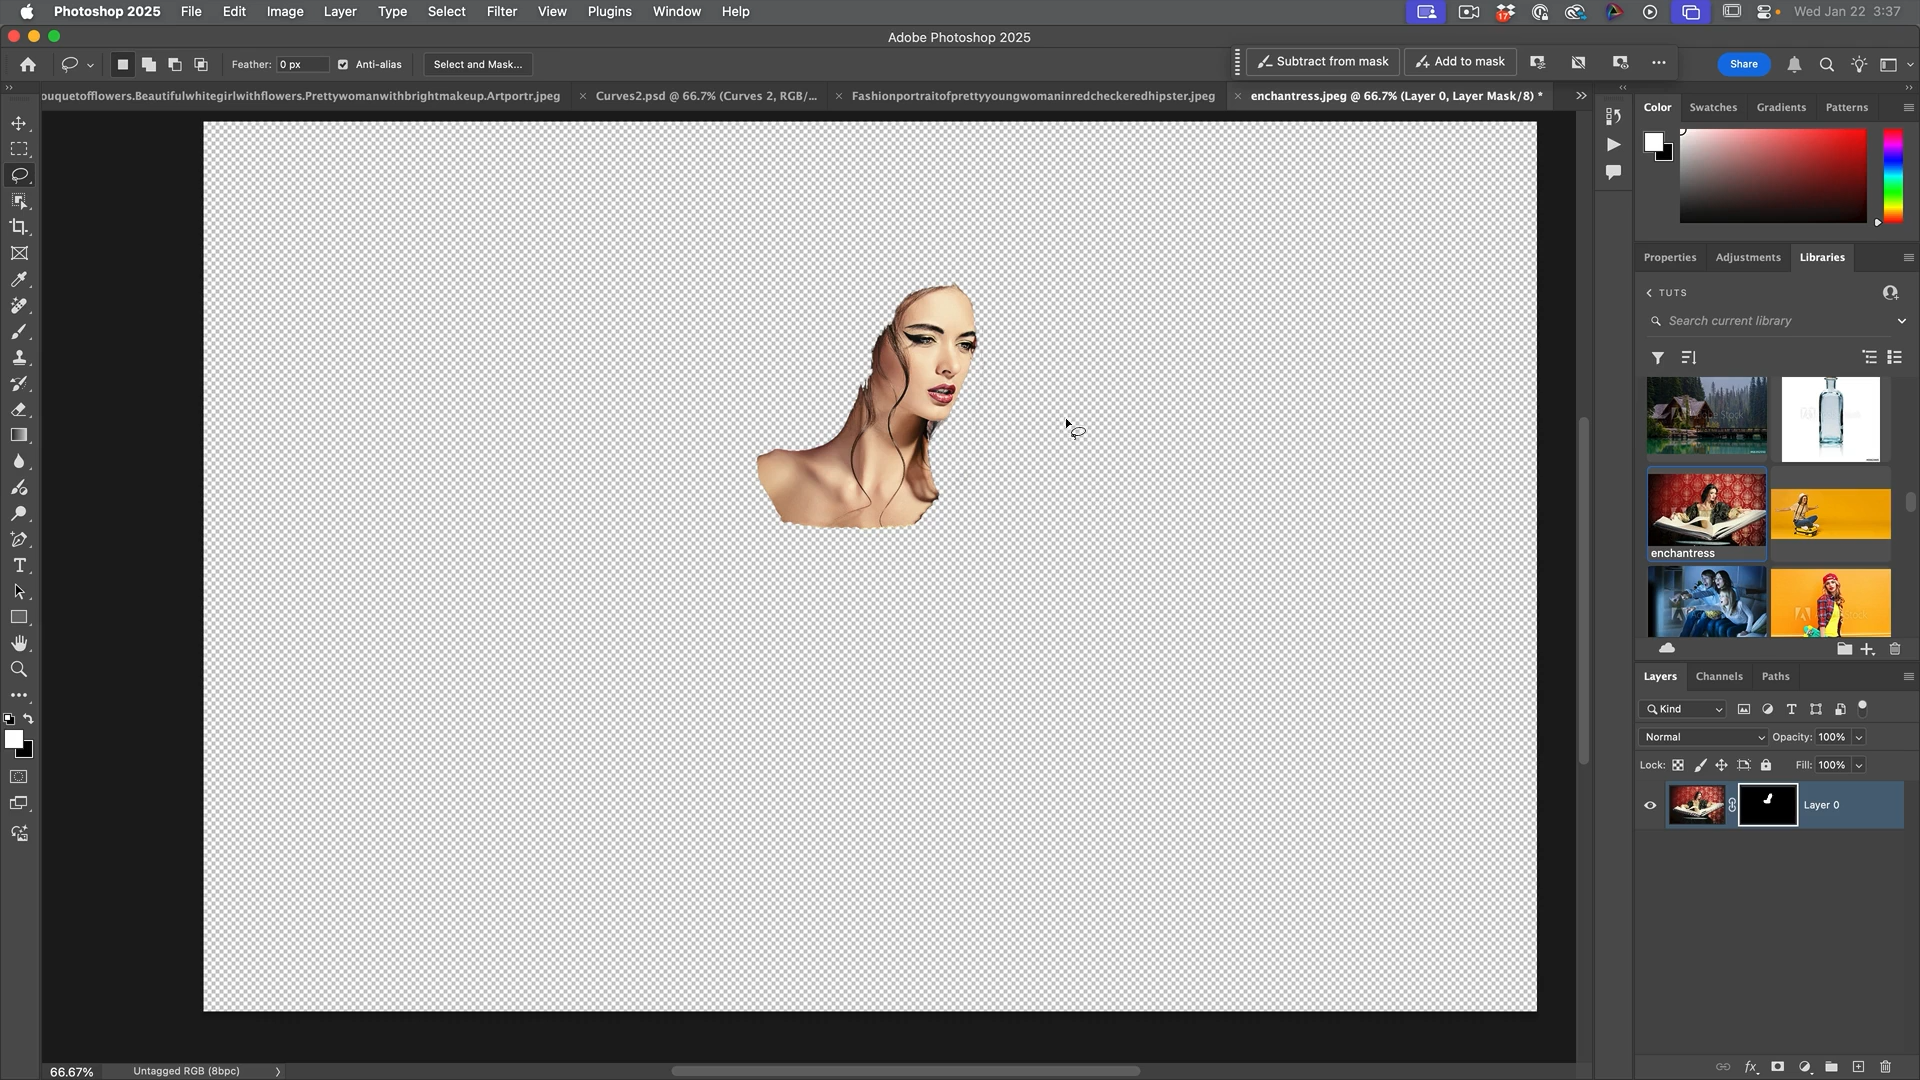 Photoshop 2025 File Edit Image Layer Type Select Filter View Plugins Window Help
17
Wed Jan 22 3:37
Adobe Photoshop 2025
Feather: 0 px Anti-alias Select and Mask...
Subtract from mask Add to mask
Share
ouquetofflowers.Beautifulwhitegirlwithflowers.Prettywomanwithbrightmakeup.Artportr.jpeg
Curves2.psd @ 66.7% (Curves 2, RGB/...
Fashionportraitofprettyyoungwomaninredcheckeredhipster.jpeg
enchantress.jpeg @ 66.7% (Layer 0, Layer Mask/8) *
Color Swatches Gradients Patterns
Properties Adjustments Libraries
TUTS
Search current library
enchantress
Layers Channels Paths
Kind
Normal Opacity: 100%
Lock: Fill: 100%
Layer 0
66.67% Untagged RGB (8bpc)